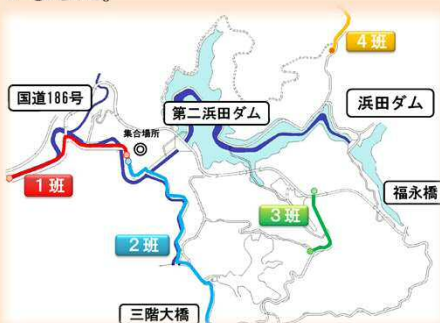 4班
国道186号
第二浜田ダム
浜田ダム
集合場所
1班
福永橋
3班
2班
三階大橋